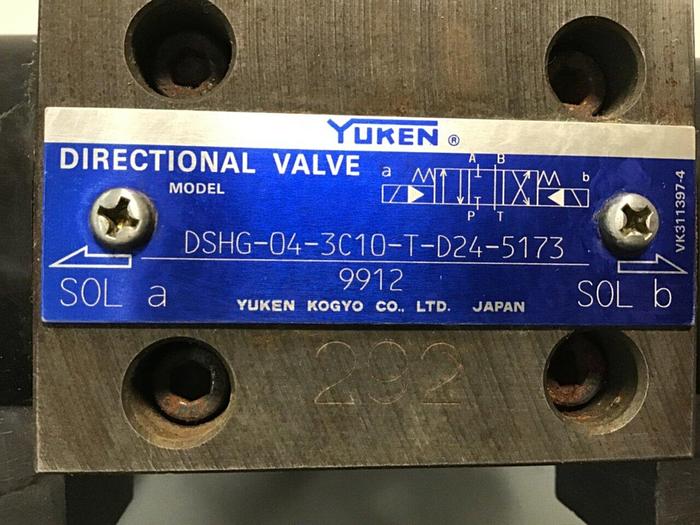 YUKEN ®
DIRECTIONAL VALVE
MODEL
A B
a b
P T
DSHG-04-3C10-T-D24-5173
9912
SOL a SOL b
YUKEN KOGYO CO., LTD. JAPAN
VK311397-4
292